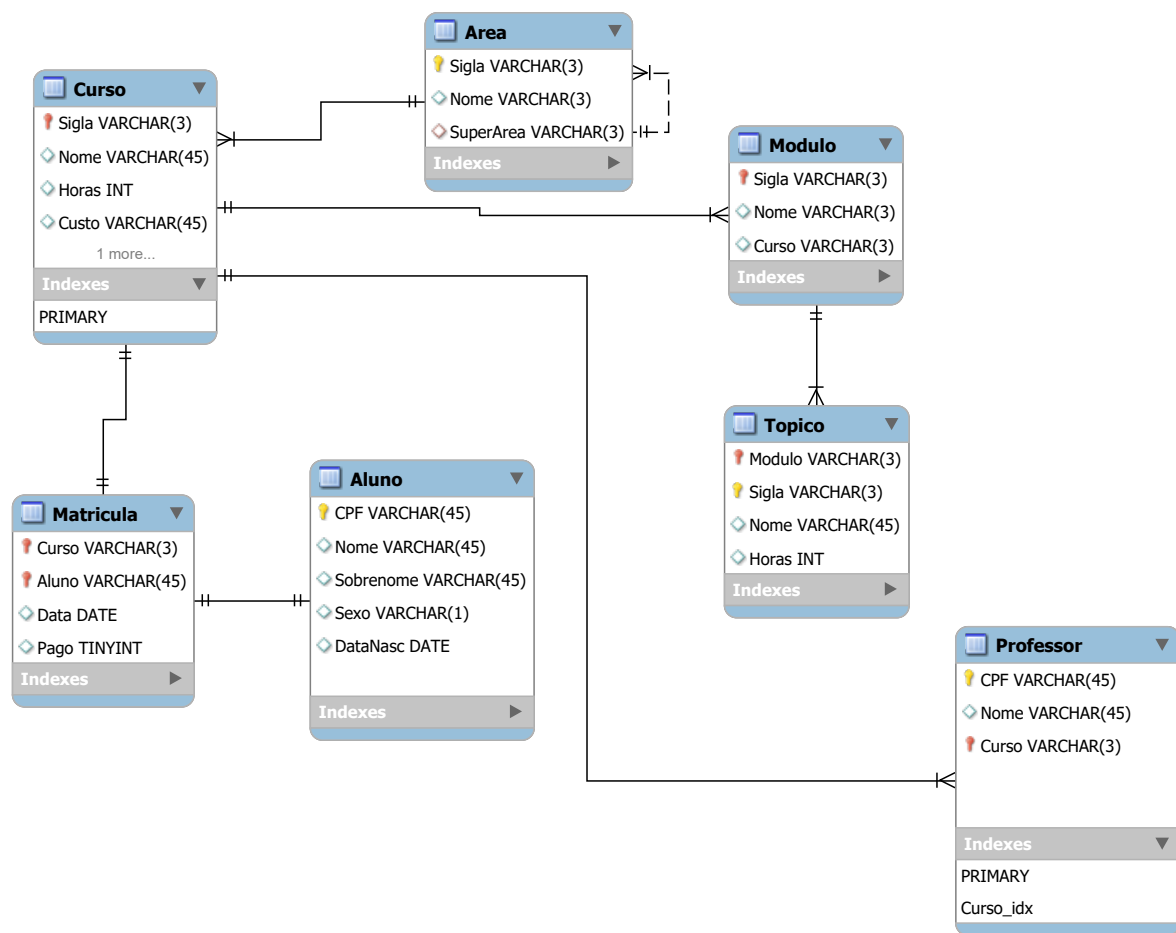 Area
Sigla VARCHAR(3)
Nome VARCHAR(3)
SuperArea VARCHAR(3)
Indexes
Curso
Sigla VARCHAR(3)
Nome VARCHAR(45)
Horas INT
Custo VARCHAR(45)
1 more...
Indexes
PRIMARY
Modulo
Sigla VARCHAR(3)
Nome VARCHAR(3)
Curso VARCHAR(3)
Indexes
Topico
Modulo VARCHAR(3)
Sigla VARCHAR(3)
Nome VARCHAR(45)
Horas INT
Indexes
Matricula
Curso VARCHAR(3)
Aluno VARCHAR(45)
Data DATE
Pago TINYINT
Indexes
Aluno
CPF VARCHAR(45)
Nome VARCHAR(45)
Sobrenome VARCHAR(45)
Sexo VARCHAR(1)
DataNasc DATE
Indexes
Professor
CPF VARCHAR(45)
Nome VARCHAR(45)
Curso VARCHAR(3)
Indexes
PRIMARY
Curso_idx